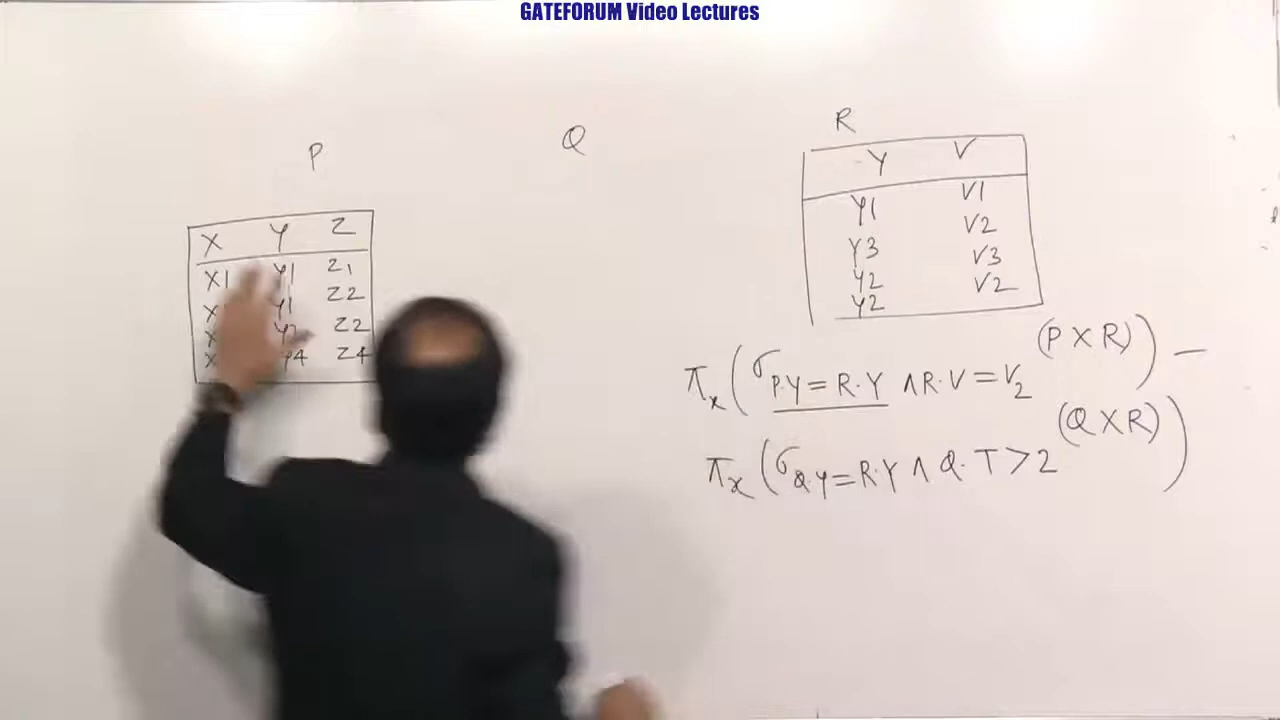 GATEFORUM Video Lectures
P
Q
R
X Y Z
X1 Y1 Z1
Y1 Z2
Z2
Y4 Z4
Y V
Y1 V1
Y3 V2
Y2 V3
Y2 V2
πx(σP.Y=R.Y ∧R.V=V2 (P X R)) —
πx(σQ.Y=R.Y ∧ Q.T>2 (Q X R))